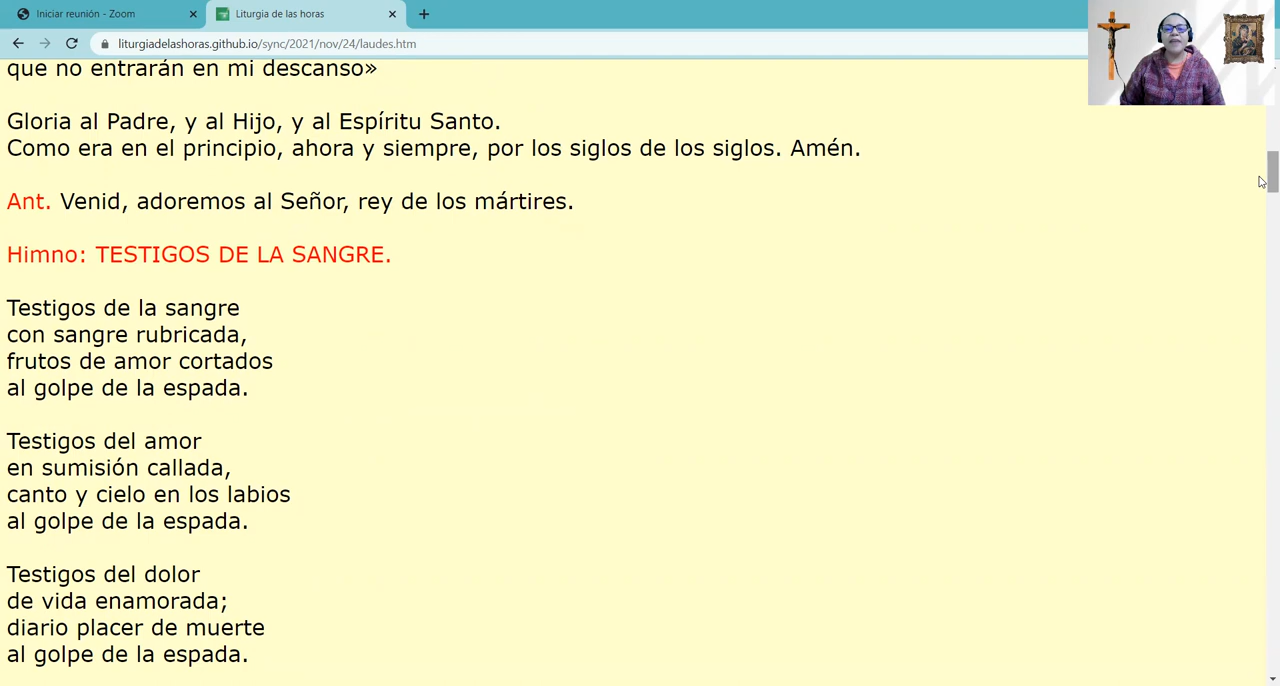 Iniciar reunión - Zoom
Liturgia de las horas
liturgiadelashoras.github.io/sync/2021/nov/24/laudes.htm
que no entrarán en mi descanso»
Gloria al Padre, y al Hijo, y al Espíritu Santo.
Como era en el principio, ahora y siempre, por los siglos de los siglos. Amén.
Ant. Venid, adoremos al Señor, rey de los mártires.
Himno: TESTIGOS DE LA SANGRE.
Testigos de la sangre
con sangre rubricada,
frutos de amor cortados
al golpe de la espada.
Testigos del amor
en sumisión callada,
canto y cielo en los labios
al golpe de la espada.
Testigos del dolor
de vida enamorada;
diario placer de muerte
al golpe de la espada.